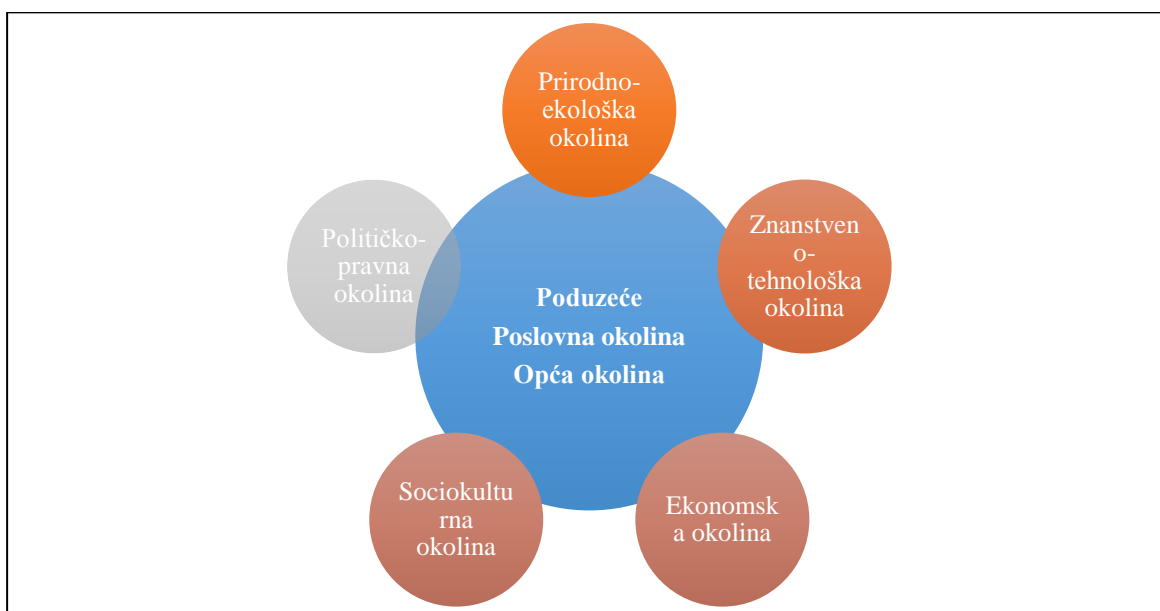 Prirodno-
ekološka
okolina
Znanstven
o-
tehnološka
okolina
Ekonomsk
a okolina
Sociokultu
rna
okolina
Političko-
pravna
okolina
Poduzeće
Poslovna okolina
Opća okolina